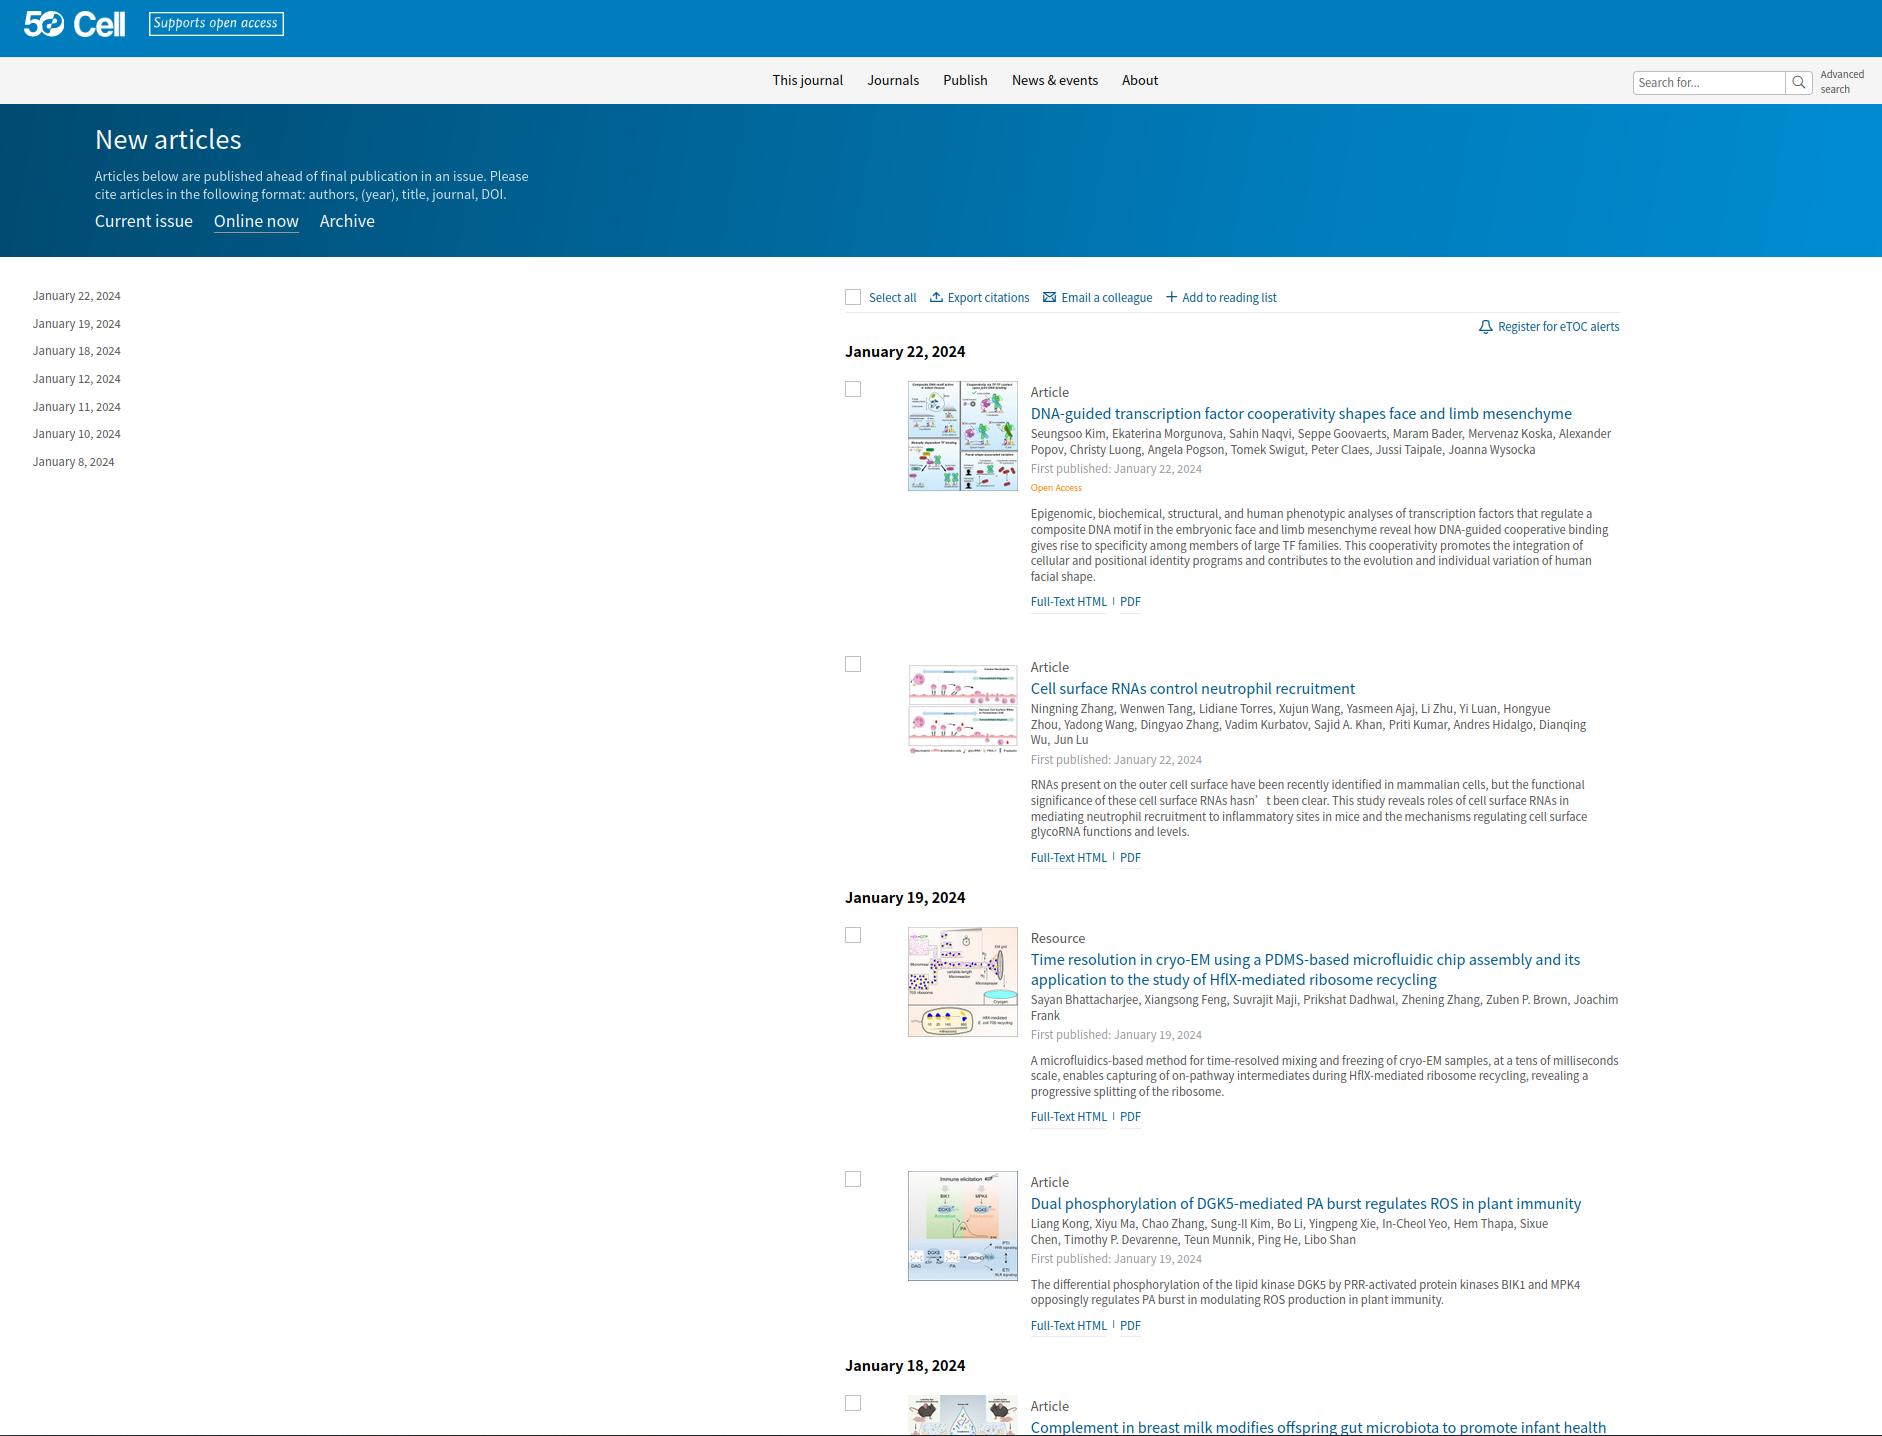 50 Cell
Supports open access
This journal
Journals
Publish
News & events
About
Search for...
Advanced
search
New articles
Articles below are published ahead of final publication in an issue. Please
cite articles in the following format: authors, (year), title, journal, DOI.
Current issue
Online now
Archive
January 22, 2024
January 19, 2024
January 18, 2024
January 12, 2024
January 11, 2024
January 10, 2024
January 8, 2024
Select all
Export citations
Email a colleague
Add to reading list
Register for eTOC alerts
January 22, 2024
Article
DNA-guided transcription factor cooperativity shapes face and limb mesenchyme
Seungsoo Kim, Ekaterina Morgunova, Sahin Naqvi, Seppe Goovaerts, Maram Bader, Mervenaz Koska, Alexander
Popov, Christy Luong, Angela Pogson, Tomek Swigut, Peter Claes, Jussi Taipale, Joanna Wysocka
First published: January 22, 2024
Open Access
Epigenomic, biochemical, structural, and human phenotypic analyses of transcription factors that regulate a
composite DNA motif in the embryonic face and limb mesenchyme reveal how DNA-guided cooperative binding
gives rise to specificity among members of large TF families. This cooperativity promotes the integration of
cellular and positional identity programs and contributes to the evolution and individual variation of human
facial shape.
Full-Text HTML | PDF
Article
Cell surface RNAs control neutrophil recruitment
Ningning Zhang, Wenwen Tang, Lidiane Torres, Xujun Wang, Yasmeen Ajaj, Li Zhu, Yi Luan, Hongyue
Zhou, Yadong Wang, Dingyao Zhang, Vadim Kurbatov, Sajid A. Khan, Priti Kumar, Andres Hidalgo, Dianqing
Wu, Jun Lu
First published: January 22, 2024
RNAs present on the outer cell surface have been recently identified in mammalian cells, but the functional
significance of these cell surface RNAs hasn’t been clear. This study reveals roles of cell surface RNAs in
mediating neutrophil recruitment to inflammatory sites in mice and the mechanisms regulating cell surface
glycoRNA functions and levels.
Full-Text HTML | PDF
January 19, 2024
Resource
Time resolution in cryo-EM using a PDMS-based microfluidic chip assembly and its
application to the study of HflX-mediated ribosome recycling
Sayan Bhattacharjee, Xiangsong Feng, Suvrajit Maji, Prikshat Dadhwal, Zhening Zhang, Zuben P. Brown, Joachim
Frank
First published: January 19, 2024
A microfluidics-based method for time-resolved mixing and freezing of cryo-EM samples, at a tens of milliseconds
scale, enables capturing of on-pathway intermediates during HflX-mediated ribosome recycling, revealing a
progressive splitting of the ribosome.
Full-Text HTML | PDF
Immune elicitation
BIK1
MPK4
DGK5
DGK5
PA
DGK5
DAG
PA
RBOHD
Article
Dual phosphorylation of DGK5-mediated PA burst regulates ROS in plant immunity
Liang Kong, Xiyu Ma, Chao Zhang, Sung-Il Kim, Bo Li, Yingpeng Xie, In-Cheol Yeo, Hem Thapa, Sixue
Chen, Timothy P. Devarenne, Teun Munnik, Ping He, Libo Shan
First published: January 19, 2024
The differential phosphorylation of the lipid kinase DGK5 by PRR-activated protein kinases BIK1 and MPK4
opposingly regulates PA burst in modulating ROS production in plant immunity.
Full-Text HTML | PDF
January 18, 2024
Article
Complement in breast milk modifies offspring gut microbiota to promote infant health